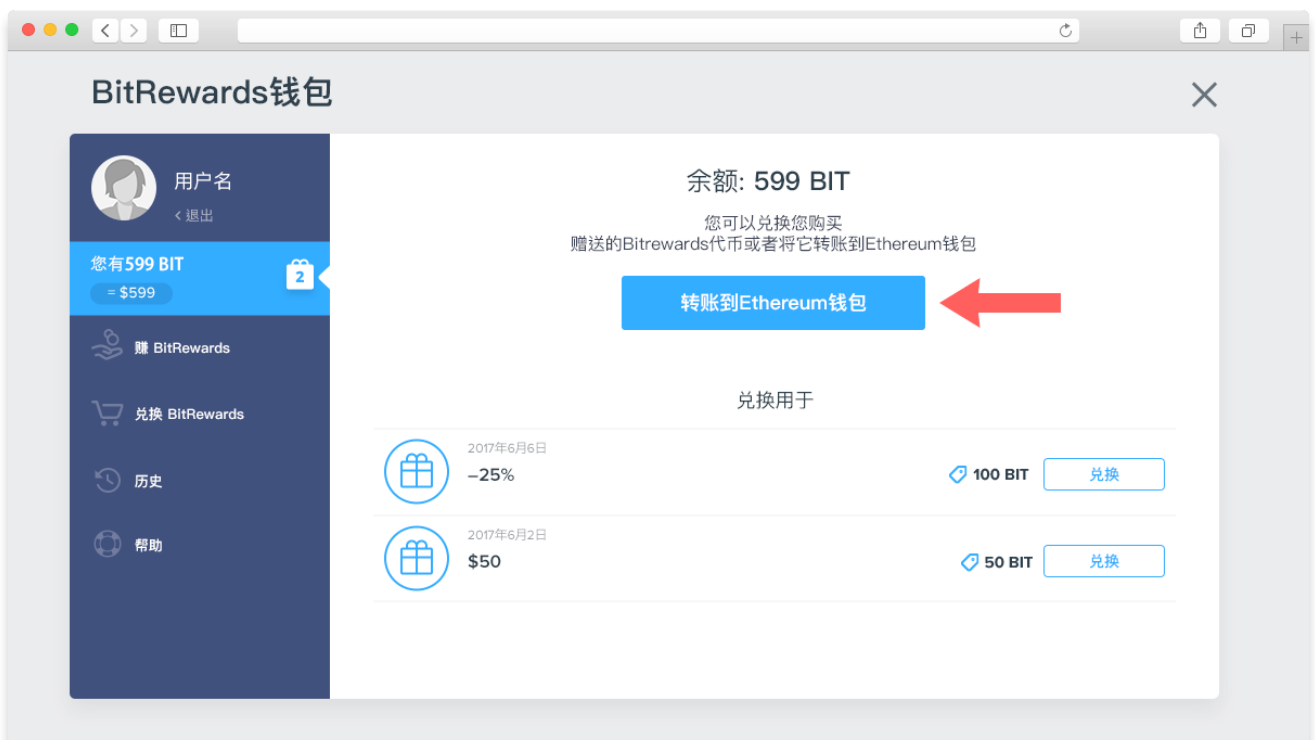 BitRewards钱包
用户名
< 退出
您有599 BIT
= $599
2
赚 BitRewards
兑换 BitRewards
历史
帮助
余额: 599 BIT
您可以兑换您购买
赠送的Bitrewards代币或者将它转账到Ethereum钱包
转账到Ethereum钱包
兑换用于
2017年6月6日
–25%
100 BIT
兑换
2017年6月2日
$50
50 BIT
兑换